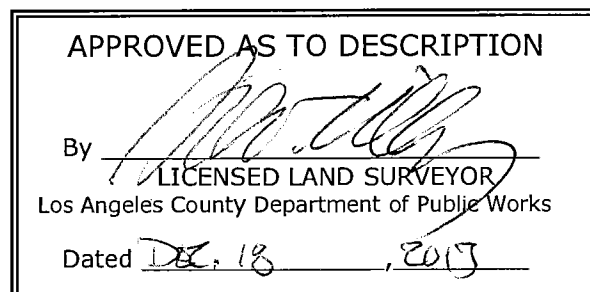 APPROVED AS TO DESCRIPTION
By
LICENSED LAND SURVEYOR
Los Angeles County Department of Public Works
Dated DEC. 18 ,